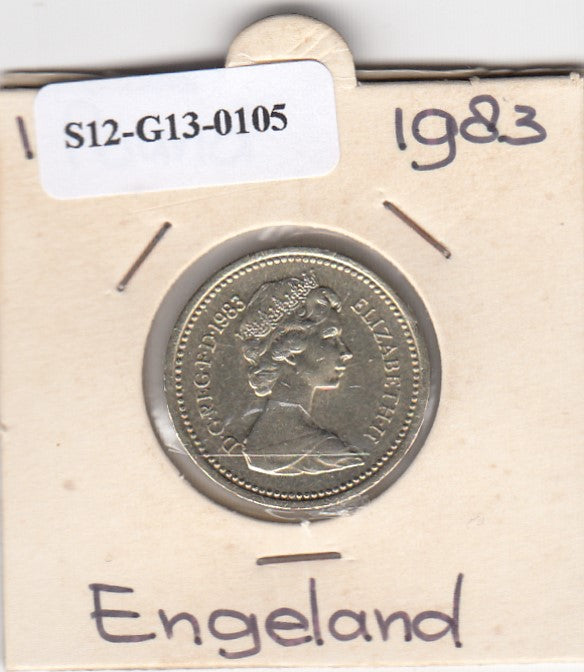 1
S12-G13-0105
1983
D·G·REG·F·D·1983
ELIZABETH·II
Engeland